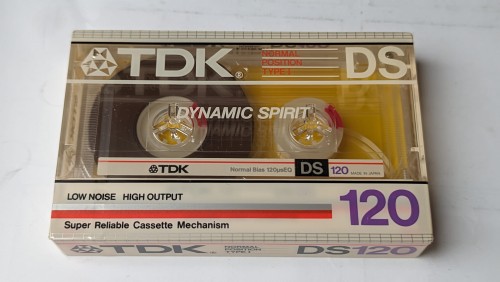 TDK® NORMAL POSITION TYPE I DS
DYNAMIC SPIRIT
TDK Normal Bias 120µsEQ DS 120 MADE IN JAPAN
LOW NOISE HIGH OUTPUT
120
Super Reliable Cassette Mechanism
TDK. NORMAL POSITION TYPE I DS120